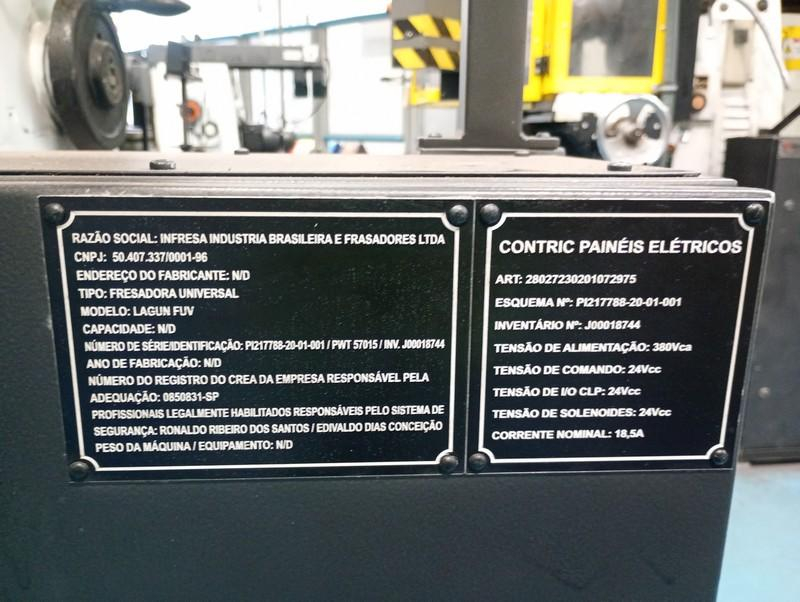 RAZÃO SOCIAL: INFRESA INDUSTRIA BRASILEIRA E FRASADORES LTDA
CNPJ: 50.407.337/0001-96
ENDEREÇO DO FABRICANTE: N/D
TIPO: FRESADORA UNIVERSAL
MODELO: LAGUN FUV
CAPACIDADE: N/D
NÚMERO DE SÉRIE/IDENTIFICAÇÃO: PI217788-20-01-001 / PWT 57015 / INV. J00018744
ANO DE FABRICAÇÃO: N/D
NÚMERO DO REGISTRO DO CREA DA EMPRESA RESPONSÁVEL PELA
ADEQUAÇÃO: 0850831-SP
PROFISSIONAIS LEGALMENTE HABILITADOS RESPONSÁVEIS PELO SISTEMA DE
SEGURANÇA: RONALDO RIBEIRO DOS SANTOS / EDIVALDO DIAS CONCEIÇÃO
PESO DA MÁQUINA / EQUIPAMENTO: N/D
CONTRIC PAINÉIS ELÉTRICOS
ART: 28027230201072975
ESQUEMA Nº: PI217788-20-01-001
INVENTÁRIO Nº: J00018744
TENSÃO DE ALIMENTAÇÃO: 380Vca
TENSÃO DE COMANDO: 24Vcc
TENSÃO DE I/O CLP: 24Vcc
TENSÃO DE SOLENOIDES: 24Vcc
CORRENTE NOMINAL: 18,5A